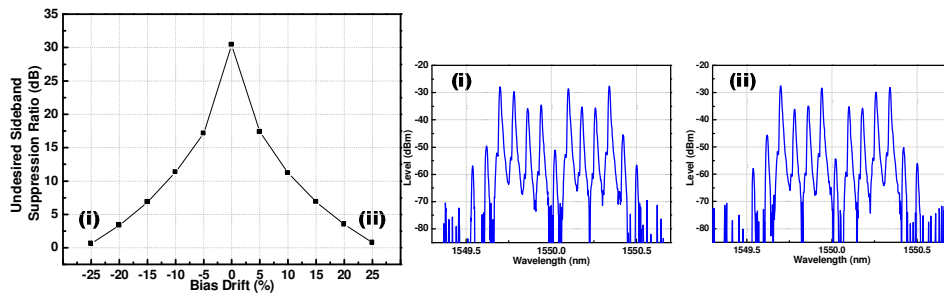 Undesired Sideband
Suppression Ratio (dB)
35
30
25
20
15
10
5
0
(i)
(ii)
-25 -20 -15 -10 -5 0 5 10 15 20 25
Bias Drift (%)
(i)
Level (dBm)
-20
-30
-40
-50
-60
-70
-80
1549.5 1550.0 1550.5
Wavelength (nm)
(ii)
Level (dBm)
-20
-30
-40
-50
-60
-70
-80
1549.5 1550.0 1550.5
Wavelength (nm)